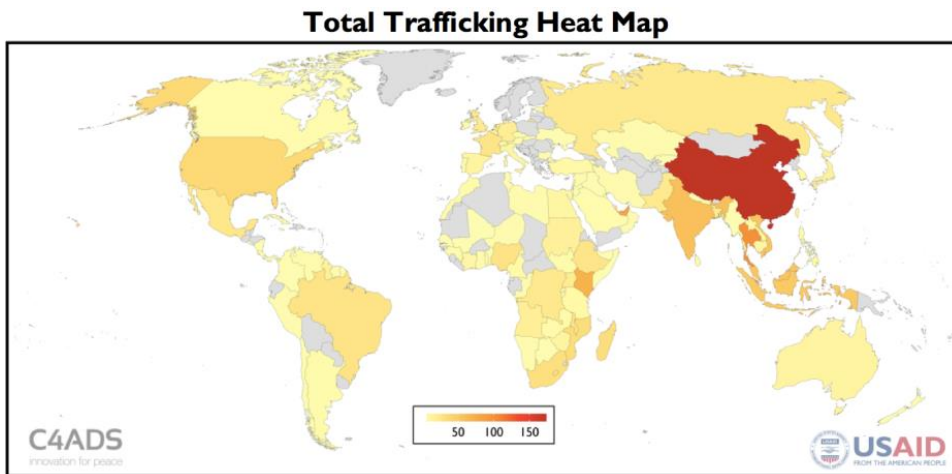 Total Trafficking Heat Map
50 100 150
C4ADS
innovation for peace
USAID
FROM THE AMERICAN PEOPLE